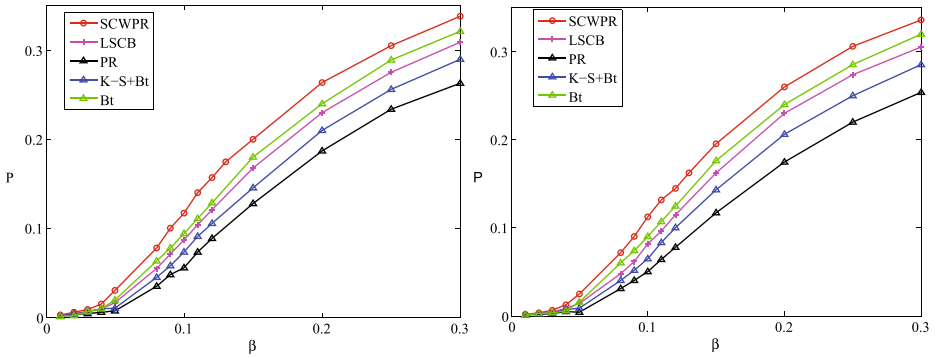 SCWPR
LSCB
PR
K−S+Bt
Bt
0.3
0.2
0.1
0
P
0 0.1 0.2 0.3
β
SCWPR
LSCB
PR
K−S+Bt
Bt
0.3
0.2
0.1
0
P
0 0.1 0.2 0.3
β